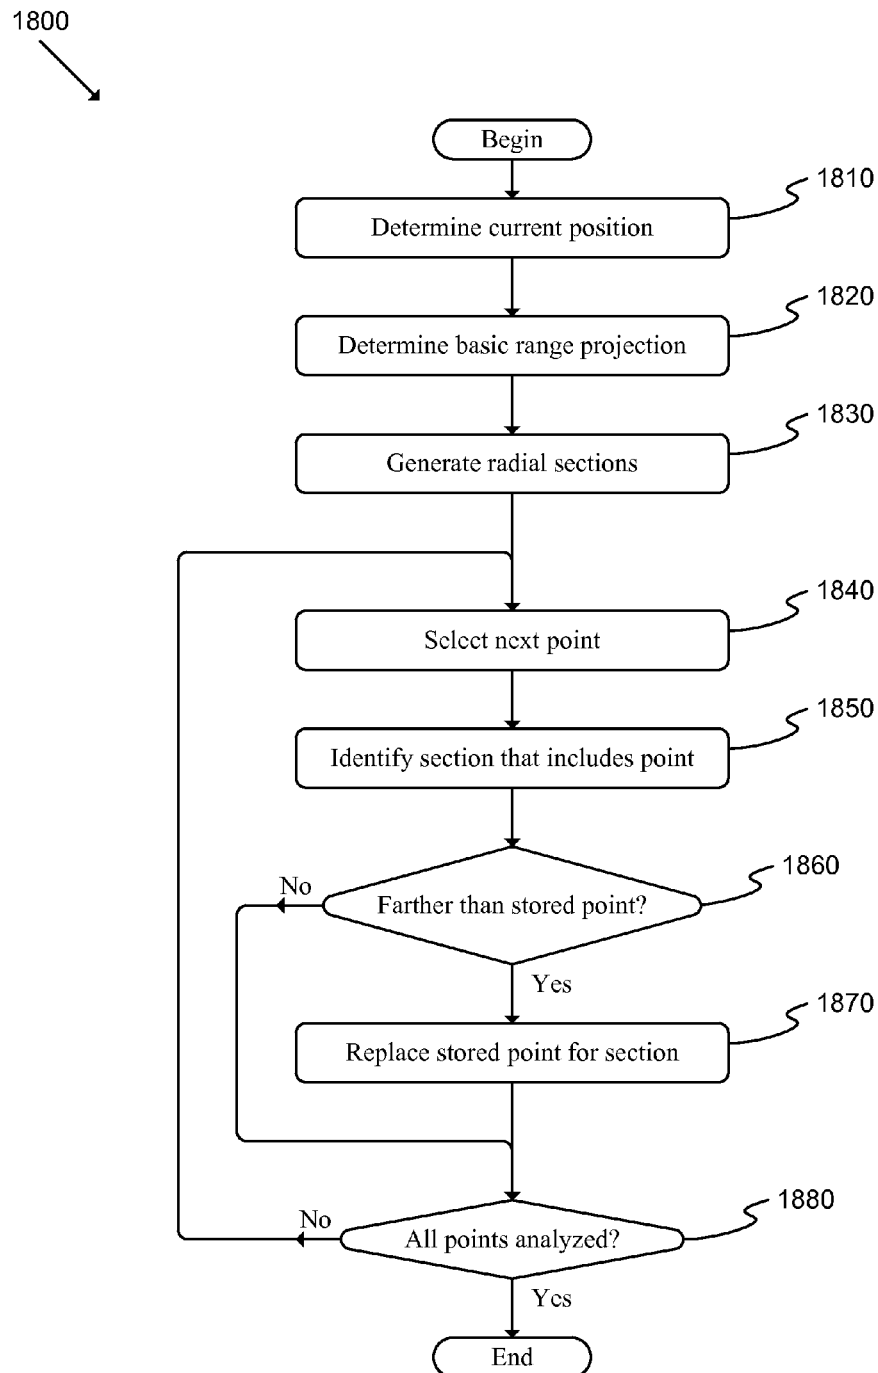 1800
Begin
1810
Determine current position
1820
Determine basic range projection
1830
Generate radial sections
1840
Select next point
1850
Identify section that includes point
1860
No
Farther than stored point?
Yes
1870
Replace stored point for section
1880
No
All points analyzed?
Yes
End